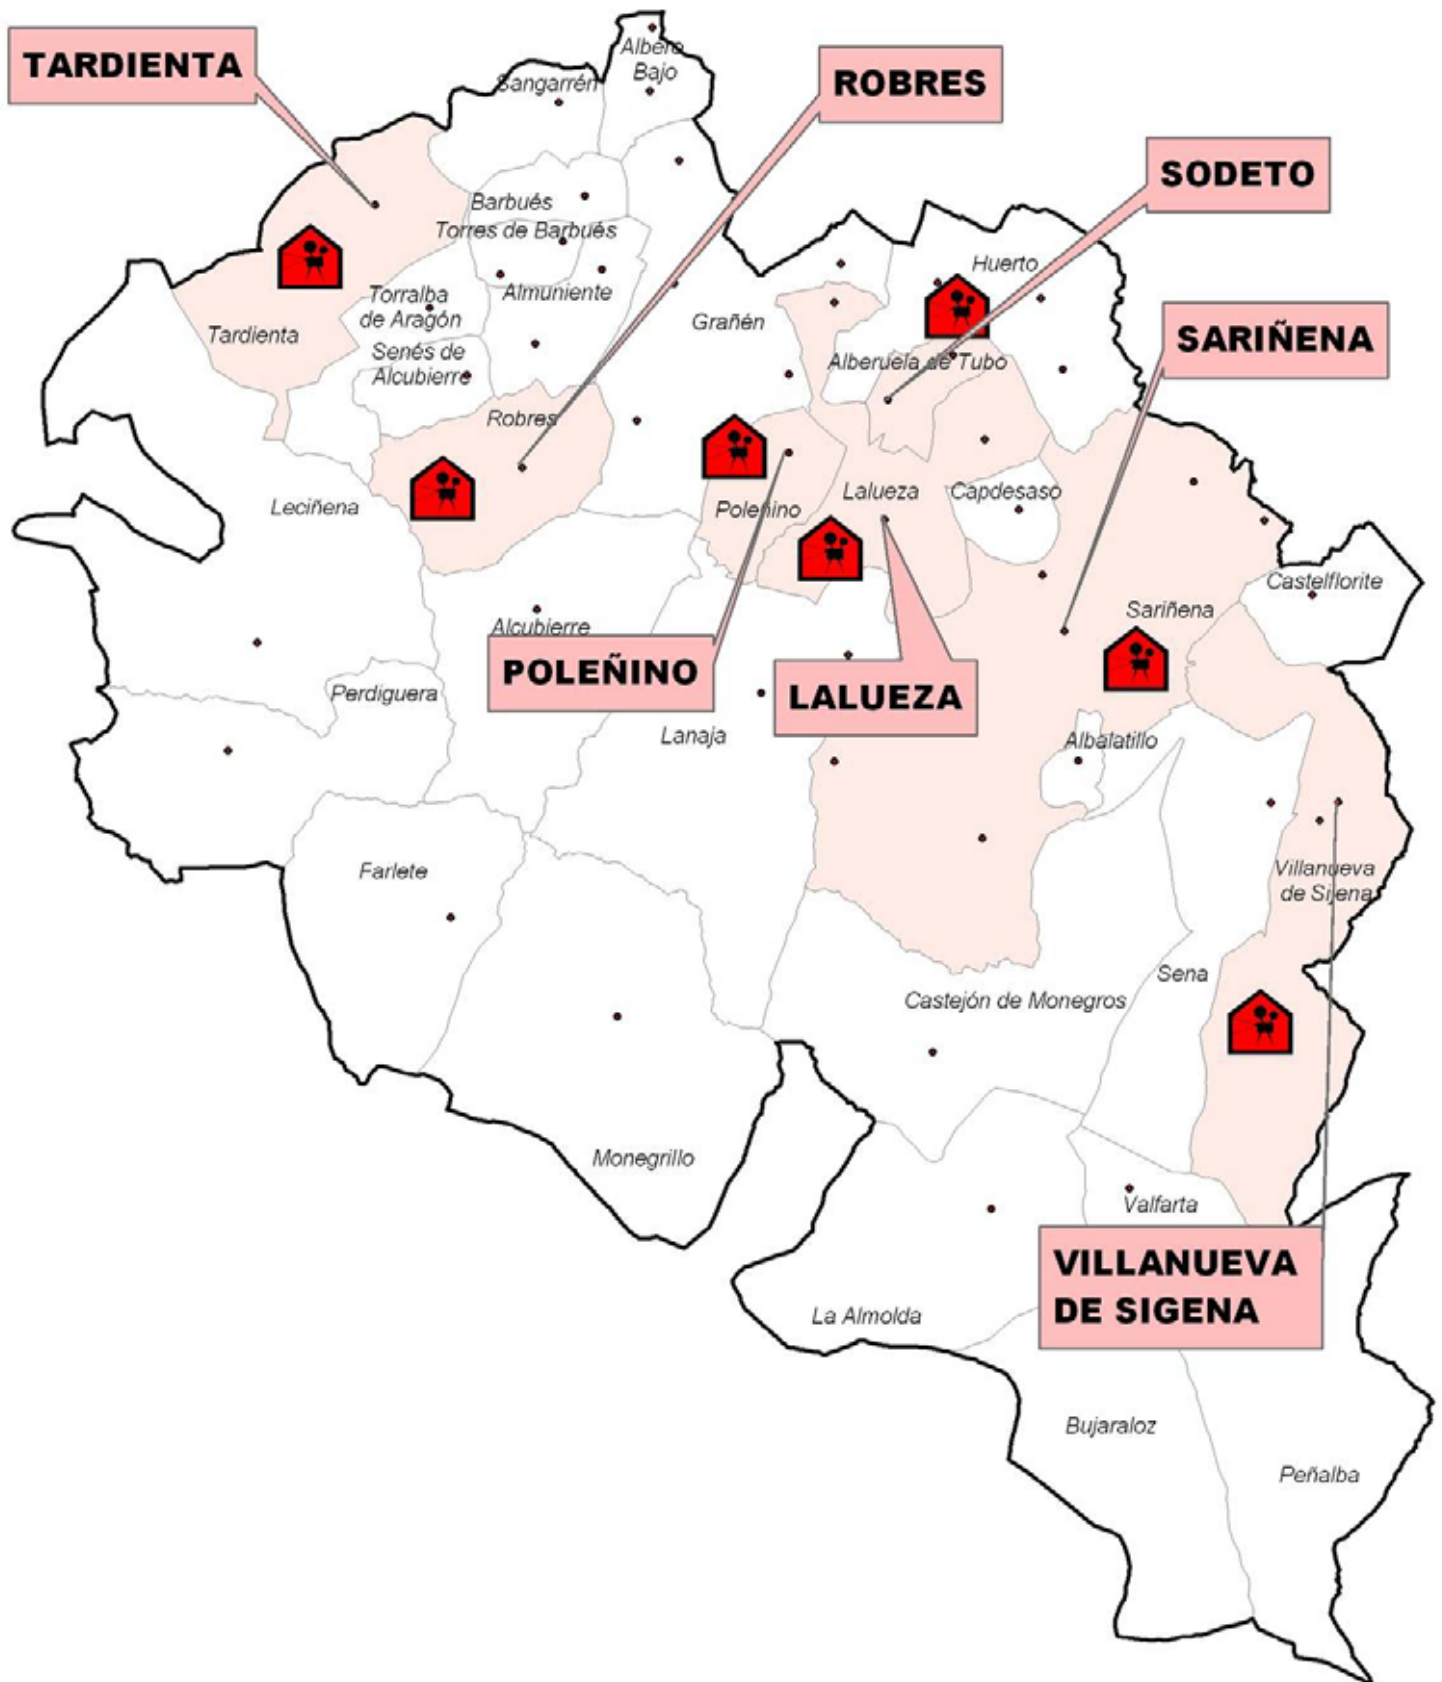 TARDIENTA
Albero
Bajo
Sangarrén
ROBRES
SODETO
Barbués
Torres de Barbués
Huerto
Almuniente
Torralba
de Aragón
Grañén
SARIÑENA
Tardienta
Senés de
Alcubierre
Alberuela de Tubo
Robres
Lalueza
Capdesaso
Leciñena
Poleñino
Castelflorite
Sariñena
Alcubierre
POLEÑINO
LALUEZA
Perdiguera
Lanaja
Albalatillo
Farlete
Villanueva
de Sijena
Sena
Castejón de Monegros
Monegrillo
Valfarta
VILLANUEVA
DE SIGENA
La Almolda
Bujaraloz
Peñalba